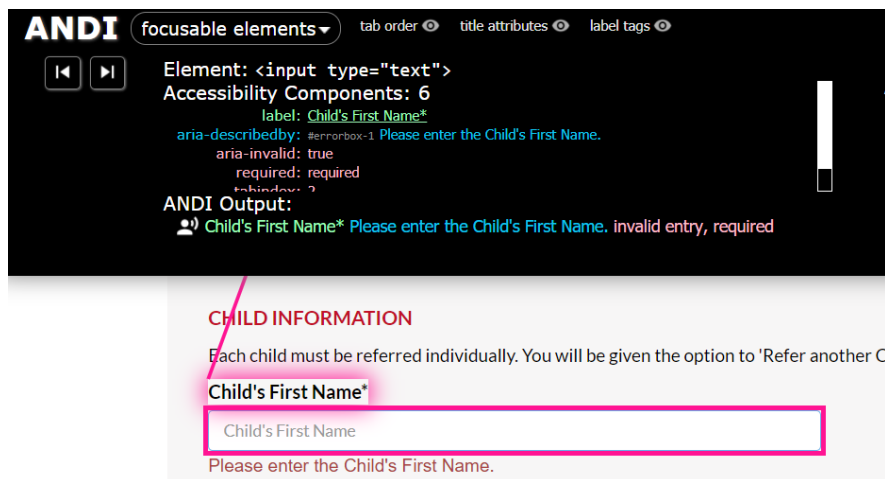 ANDI focusable elements tab order title attributes label tags
Element: <input type="text">
Accessibility Components: 6
label: Child's First Name*
aria-describedby: #errorbox-1 Please enter the Child's First Name.
aria-invalid: true
required: required
tabindex: 2
ANDI Output:
Child's First Name* Please enter the Child's First Name. invalid entry, required
CHILD INFORMATION
Each child must be referred individually. You will be given the option to 'Refer another
Child's First Name*
Child's First Name
Please enter the Child's First Name.